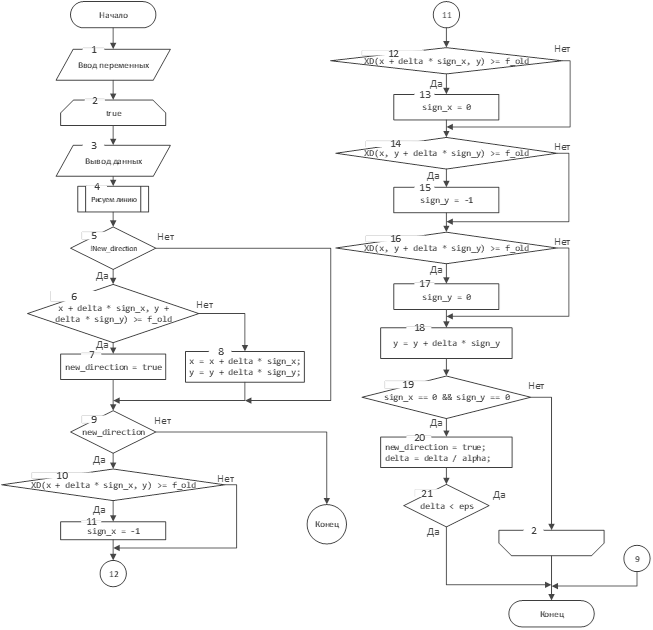 Начало
1
Ввод переменных
2
true
3
Вывод данных
4
Рисуем линию
5
!New_direction
Нет
Да
6
x + delta * sign_x, y +
delta * sign_y) >= f_old
Нет
Да
7
new_direction = true
8
x = x + delta * sign_x;
y = y + delta * sign_y;
9
new_direction
Нет
Да
10
XD(x + delta * sign_x, y) >= f_old
Нет
Да
11
sign_x = -1
12
Конец
11
12
XD(x + delta * sign_x, y) >= f_old
Нет
Да
13
sign_x = 0
14
XD(x, y + delta * sign_y) >= f_old
Нет
Да
15
sign_y = -1
16
XD(x, y + delta * sign_y) >= f_old
Нет
Да
17
sign_y = 0
18
y = y + delta * sign_y
19
sign_x == 0 && sign_y == 0
Нет
Да
20
new_direction = true;
delta = delta / alpha;
21
delta < eps
Да
Да
2
9
Конец